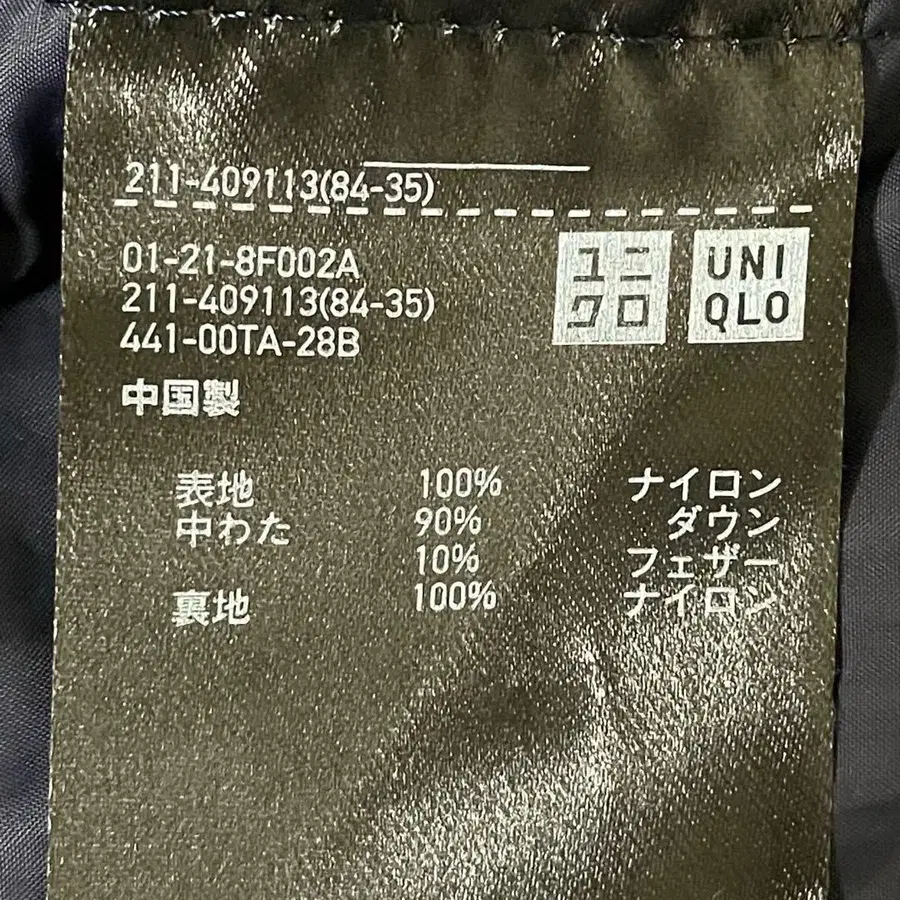 211-409113(84-35)
01-21-8F002A
211-409113(84-35)
441-00TA-28B
中国製
ユニ
クロ
UNI
QLO
表地 100% ナイロン
中わた 90% ダウン
10% フェザー
裏地 100% ナイロン